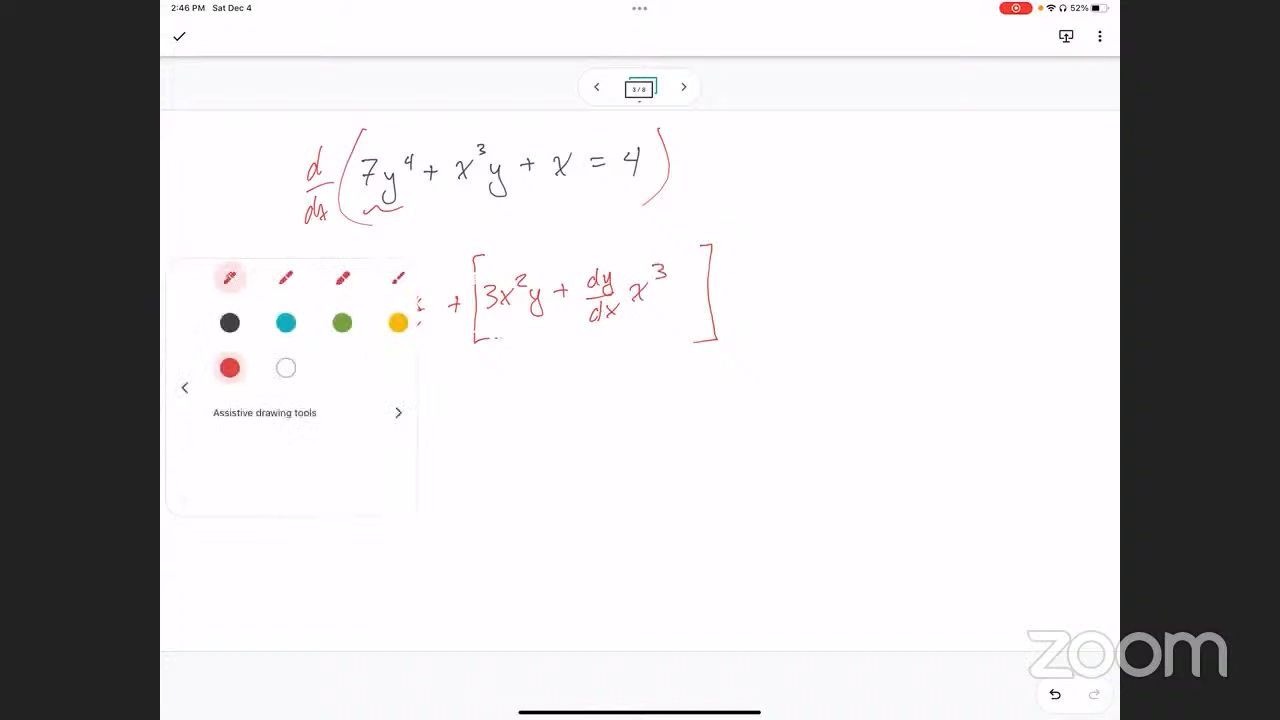 2:46 PM Sat Dec 4
52%
3 / 8
d/dx (7y⁴ + x³y + x = 4)
+ [3x²y + dy/dx x³]
Assistive drawing tools
zoom